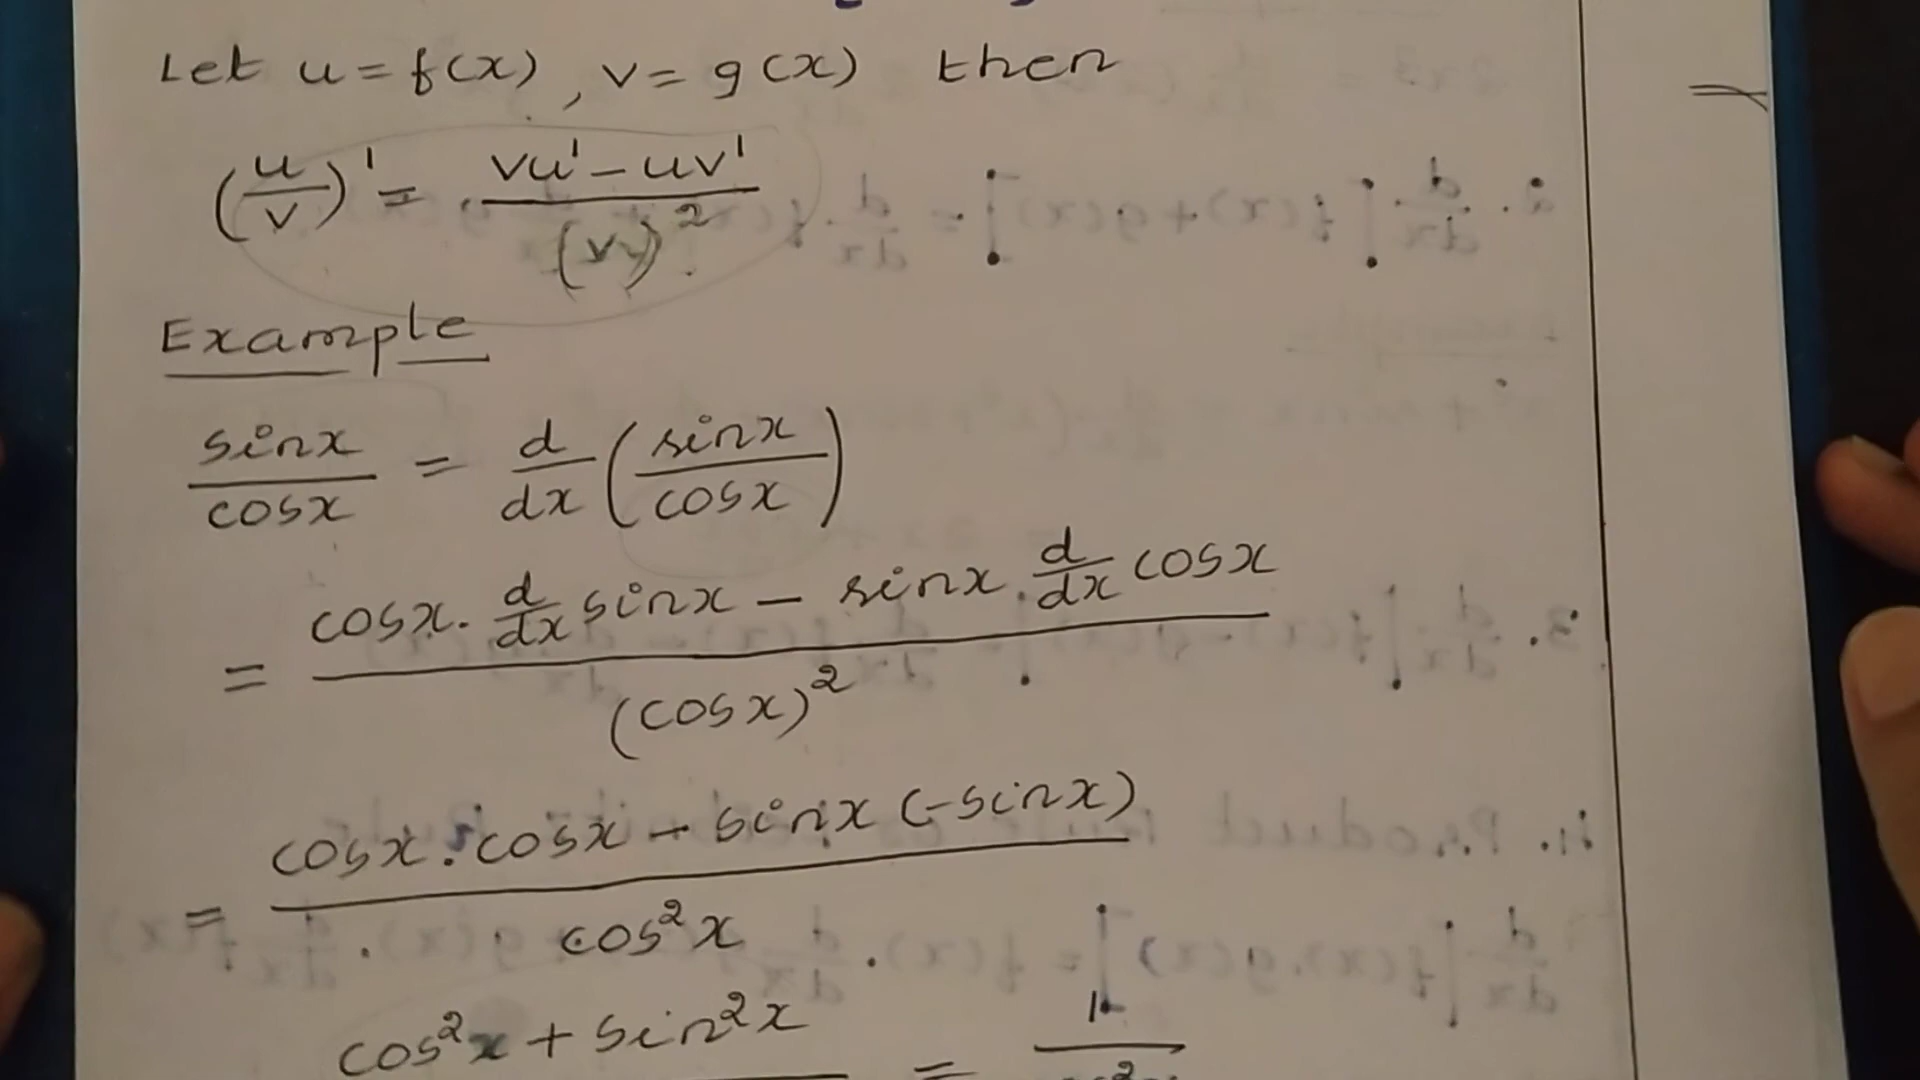 Let u = f(x), v = g(x) then
(u/v)' = (vu' - uv')/(v)²
Example
sinx/cosx = d/dx (sinx/cosx)
= (cosx. d/dx sinx - sinx. d/dx cosx)/(cosx)²
= (cosx.cosx - sinx(-sinx))/cos²x
cos²x + sin²x = 1